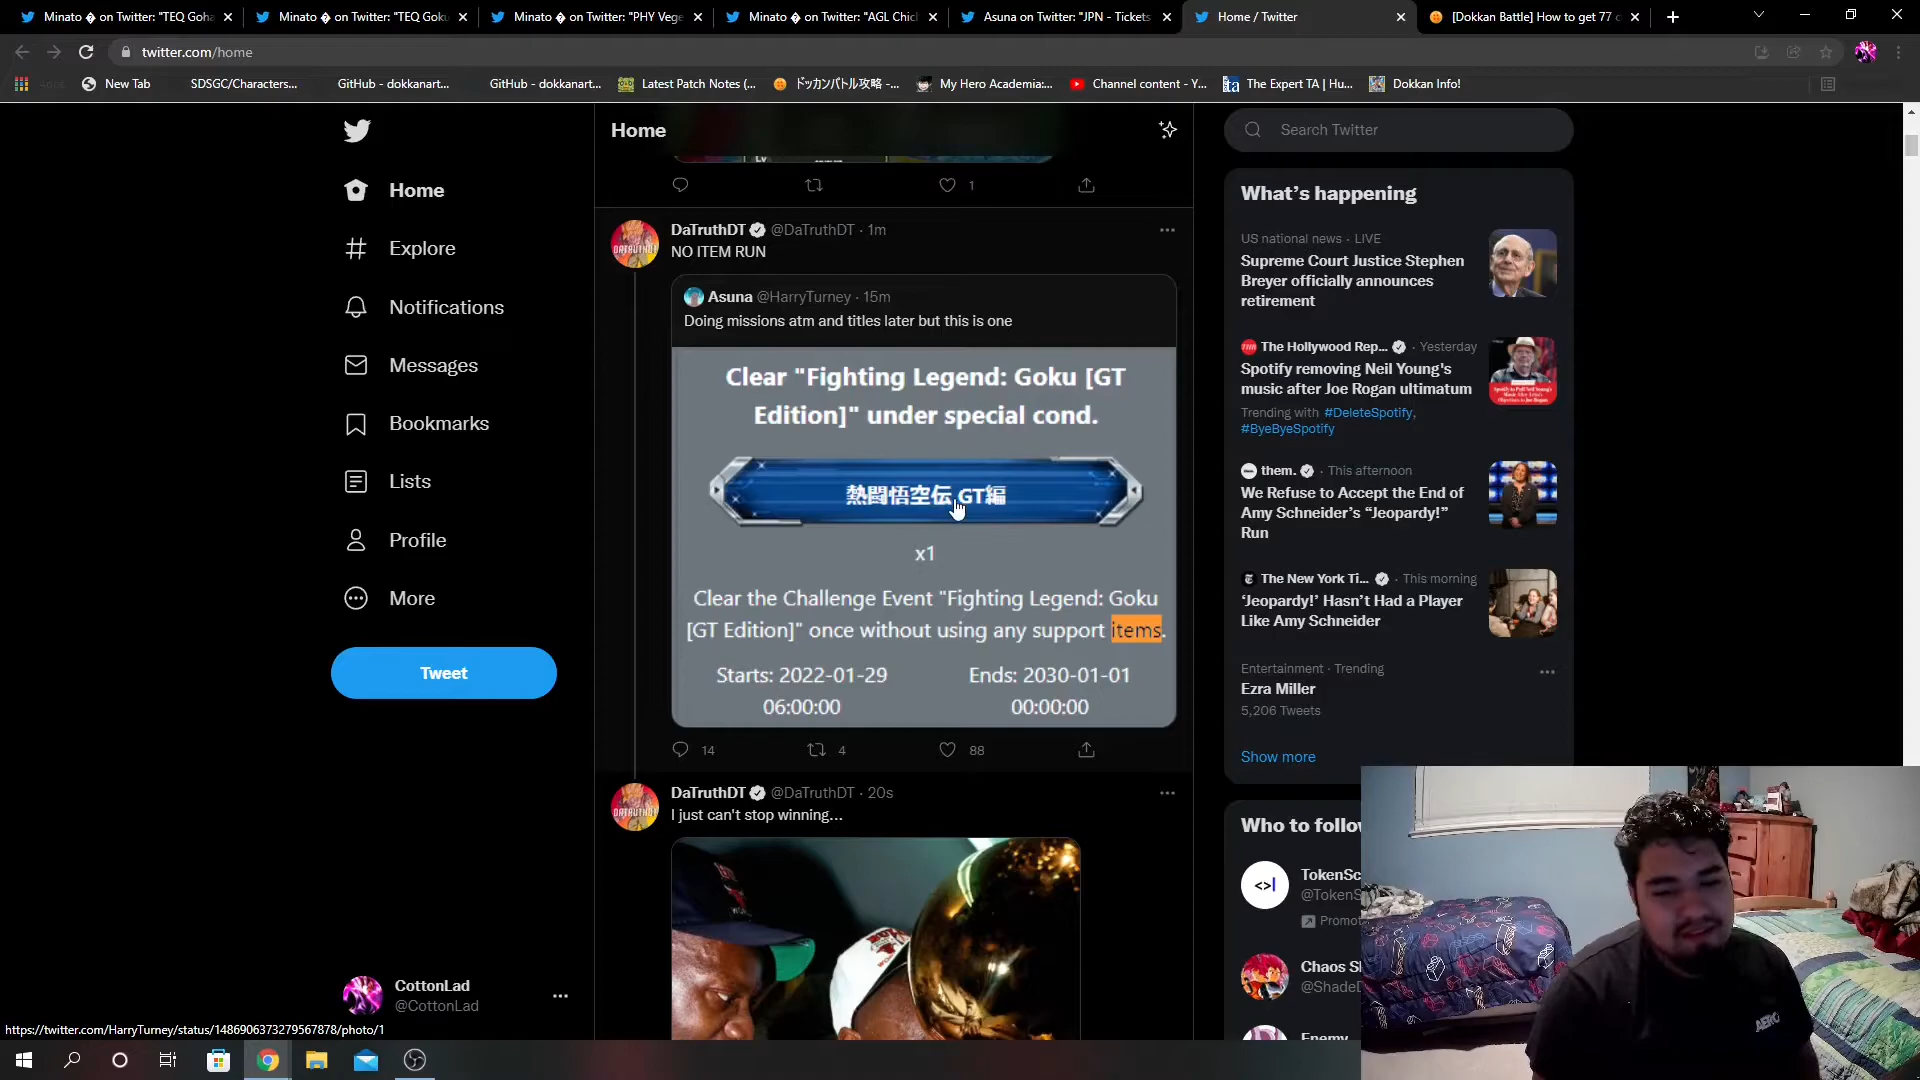 Minato � on Twitter: "TEQ Goha
Minato � on Twitter: "TEQ Goku
Minato � on Twitter: "PHY Vege
Minato � on Twitter: "AGL Chic
Asuna on Twitter: "JPN - Tickets
Home / Twitter
[Dokkan Battle] How to get 77
twitter.com/home
New Tab
SDSGC/Characters...
GitHub - dokkanart...
GitHub - dokkanart...
Latest Patch Notes (...
ドッカンバトル攻略 -...
My Hero Academia:...
Channel content - Y...
The Expert TA | Hu...
Dokkan Info!
Home
Explore
Notifications
Messages
Bookmarks
Lists
Profile
More
Tweet
CottonLad
@CottonLad
https://twitter.com/HarryTurney/status/1486906373279567878/photo/1
Home
Lv
1
DaTruthDT @DaTruthDT · 1m
NO ITEM RUN
Asuna @HarryTurney · 15m
Doing missions atm and titles later but this is one
Clear "Fighting Legend: Goku [GT
Edition]" under special cond.
熱闘悟空伝 GT編
x1
Clear the Challenge Event "Fighting Legend: Goku
[GT Edition]" once without using any support items.
Starts: 2022-01-29
06:00:00
Ends: 2030-01-01
00:00:00
14
4
88
DaTruthDT @DaTruthDT · 20s
I just can't stop winning...
Search Twitter
What's happening
US national news · LIVE
Supreme Court Justice Stephen
Breyer officially announces
retirement
The Hollywood Rep... · Yesterday
Spotify removing Neil Young's
music after Joe Rogan ultimatum
Trending with #DeleteSpotify,
#ByeByeSpotify
them. · This afternoon
We Refuse to Accept the End of
Amy Schneider's "Jeopardy!"
Run
The New York Ti... · This morning
'Jeopardy!' Hasn't Had a Player
Like Amy Schneider
Entertainment · Trending
Ezra Miller
5,206 Tweets
Show more
Who to follo
TokenSc
@TokenS
Promot
Chaos Sl
@ShadeD
Enemy
AERO